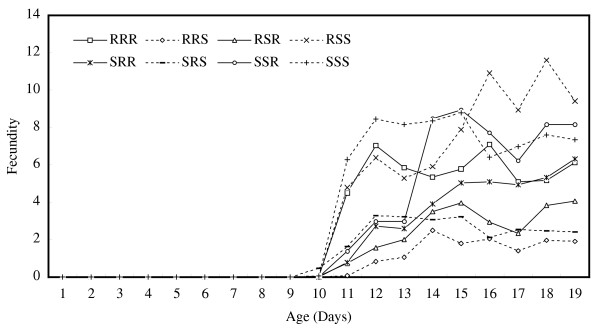 14
12
10
8
6
4
2
0
Fecundity
RRR RRS RSR RSS
SRR SRS SSR SSS
1 2 3 4 5 6 7 8 9 10 11 12 13 14 15 16 17 18 19
Age (Days)